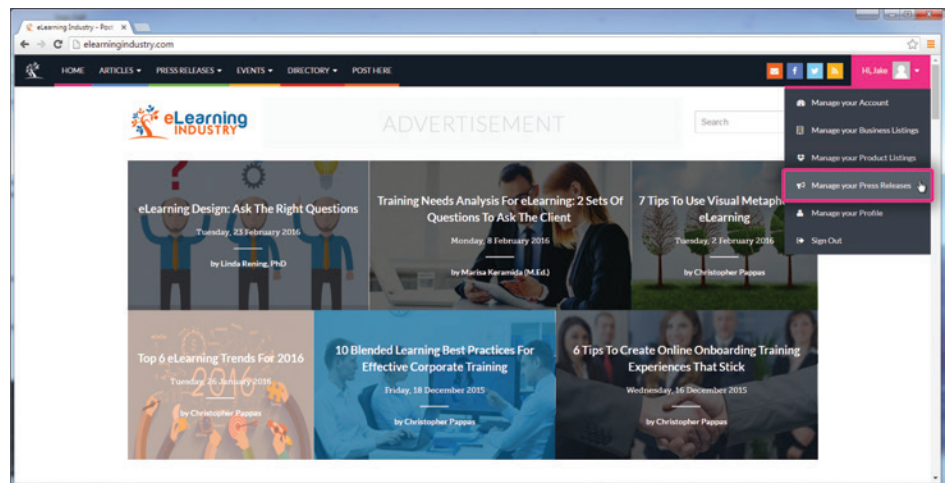 eLearning Industry - Post
elearningindustry.com
HOME ARTICLES PRESS RELEASES EVENTS DIRECTORY POST HERE
Hi, Jake
eLearning
INDUSTRY
ADVERTISEMENT
Search
Manage your Account
Manage your Business Listings
Manage your Product Listings
Manage your Press Releases
Manage your Profile
Sign Out
eLearning Design: Ask The Right Questions
Tuesday, 23 February 2016
by Linda Rening, PhD
Training Needs Analysis For eLearning: 2 Sets Of
Questions To Ask The Client
Monday, 8 February 2016
by Marisa Keramida (M.Ed.)
7 Tips To Use Visual Metaph
eLearning
Tuesday, 2 February 2016
by Christopher Pappas
Top 6 eLearning Trends For 2016
Tuesday, 26 January 2016
by Christopher Pappas
2016
10 Blended Learning Best Practices For
Effective Corporate Training
Friday, 18 December 2015
by Christopher Pappas
6 Tips To Create Online Onboarding Training
Experiences That Stick
Wednesday, 16 December 2015
by Christopher Pappas